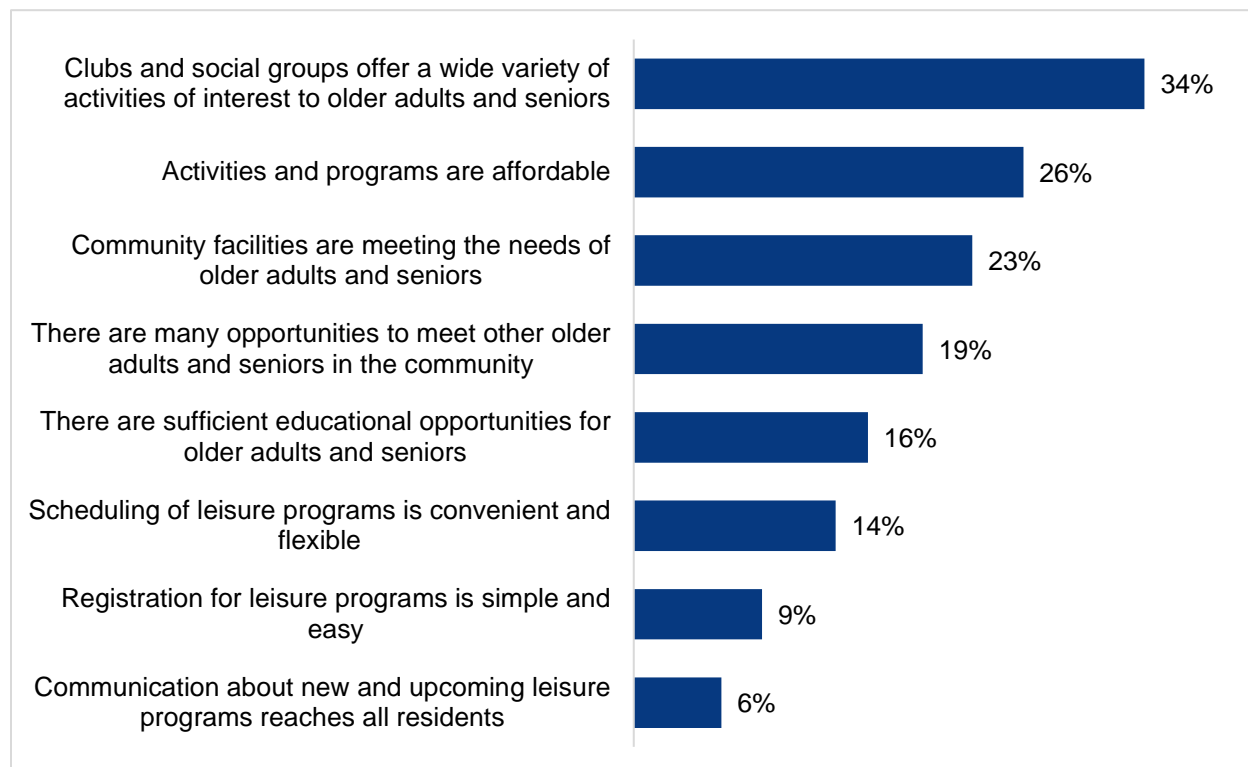 Clubs and social groups offer a wide variety of
activities of interest to older adults and seniors
34%
Activities and programs are affordable
26%
Community facilities are meeting the needs of
older adults and seniors
23%
There are many opportunities to meet other older
adults and seniors in the community
19%
There are sufficient educational opportunities for
older adults and seniors
16%
Scheduling of leisure programs is convenient and
flexible
14%
Registration for leisure programs is simple and
easy
9%
Communication about new and upcoming leisure
programs reaches all residents
6%